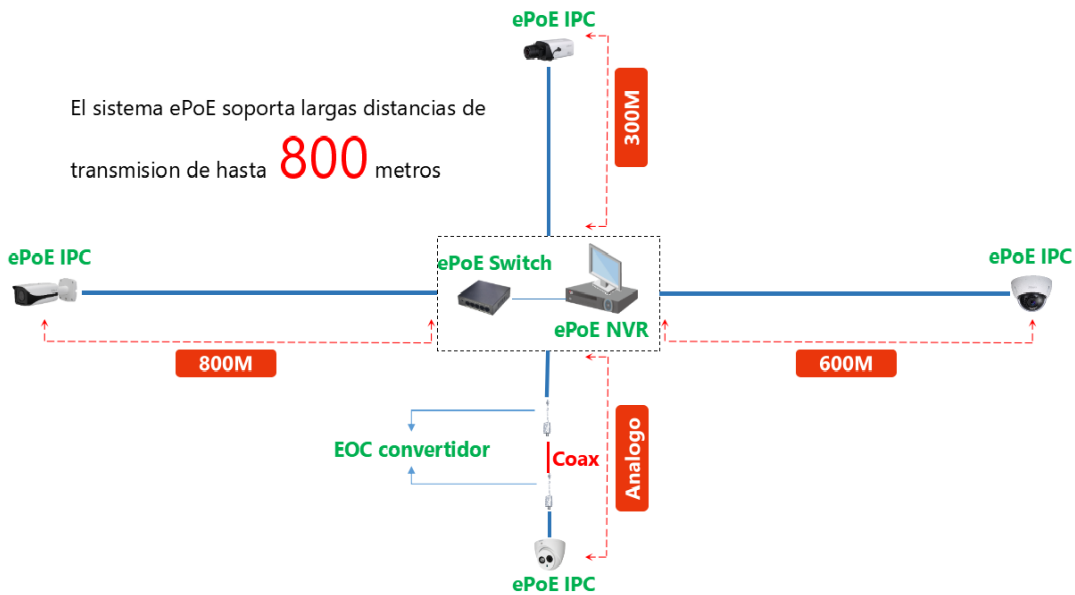 ePoE IPC
300M
El sistema ePoE soporta largas distancias de
transmision de hasta 800 metros
ePoE IPC
ePoE Switch
ePoE IPC
ePoE NVR
800M
600M
EOC convertidor
Coax
Analogo
ePoE IPC